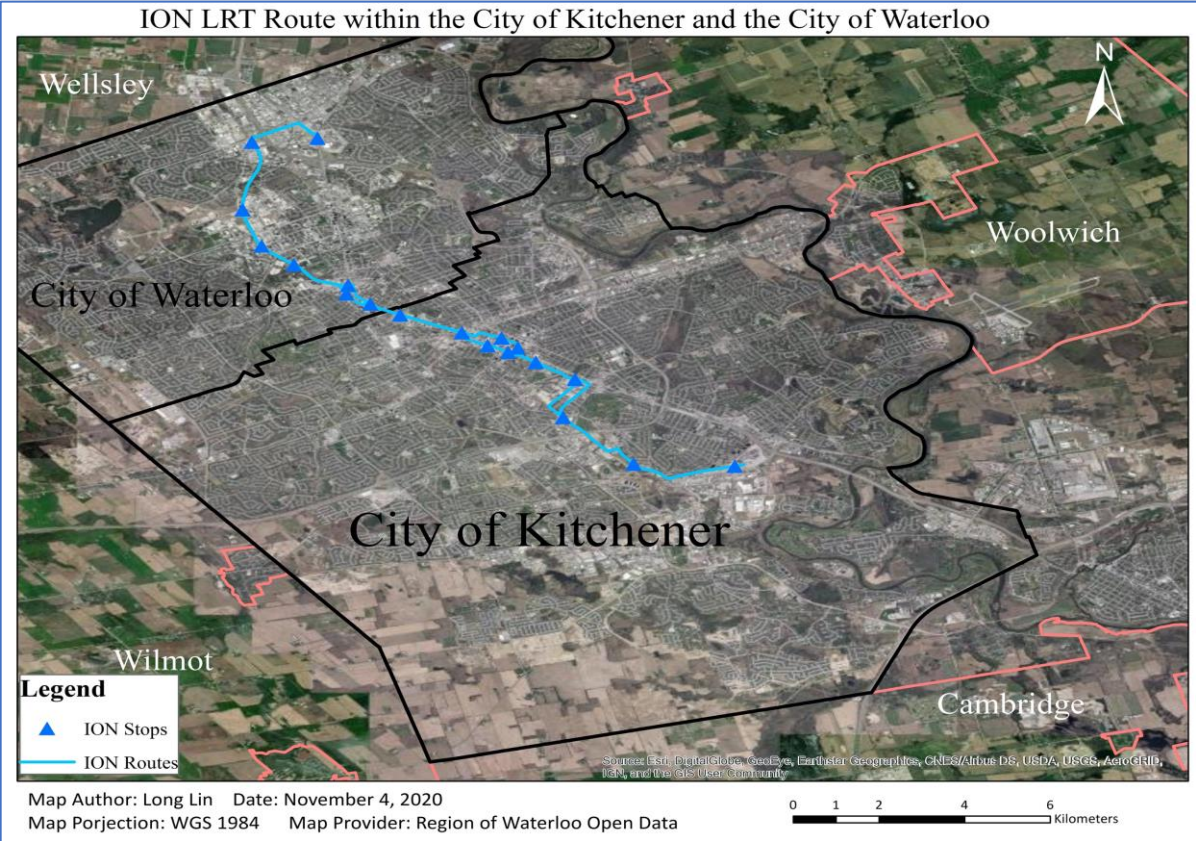 ION LRT Route within the City of Kitchener and the City of Waterloo
Wellsley
N
Woolwich
City of Waterloo
City of Kitchener
Wilmot
Cambridge
Legend
ION Stops
ION Routes
Source: Esri, DigitalGlobe, GeoEye, Earthstar Geographics, CNES/Airbus DS, USDA, USGS, AeroGRID,
IGN, and the GIS User Community
Map Author: Long Lin Date: November 4, 2020
Map Porjection: WGS 1984 Map Provider: Region of Waterloo Open Data
0 1 2 4 6
Kilometers